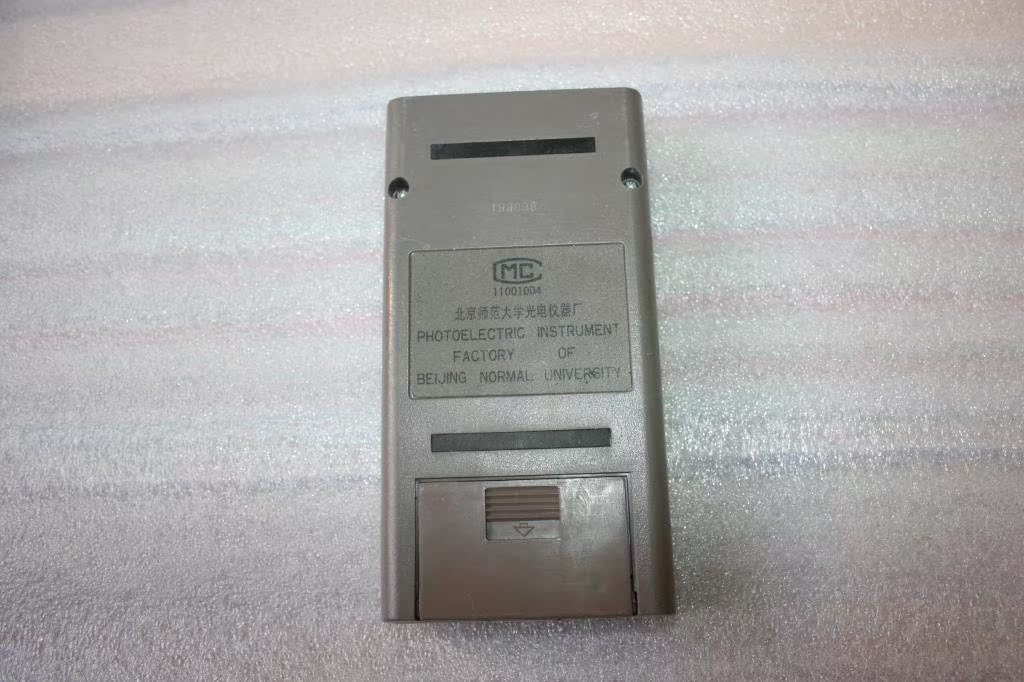 MC
11001004
北京师范大学光电仪器厂
PHOTOELECTRIC INSTRUMENT
FACTORY OF
BEIJING NORMAL UNIVERSITY